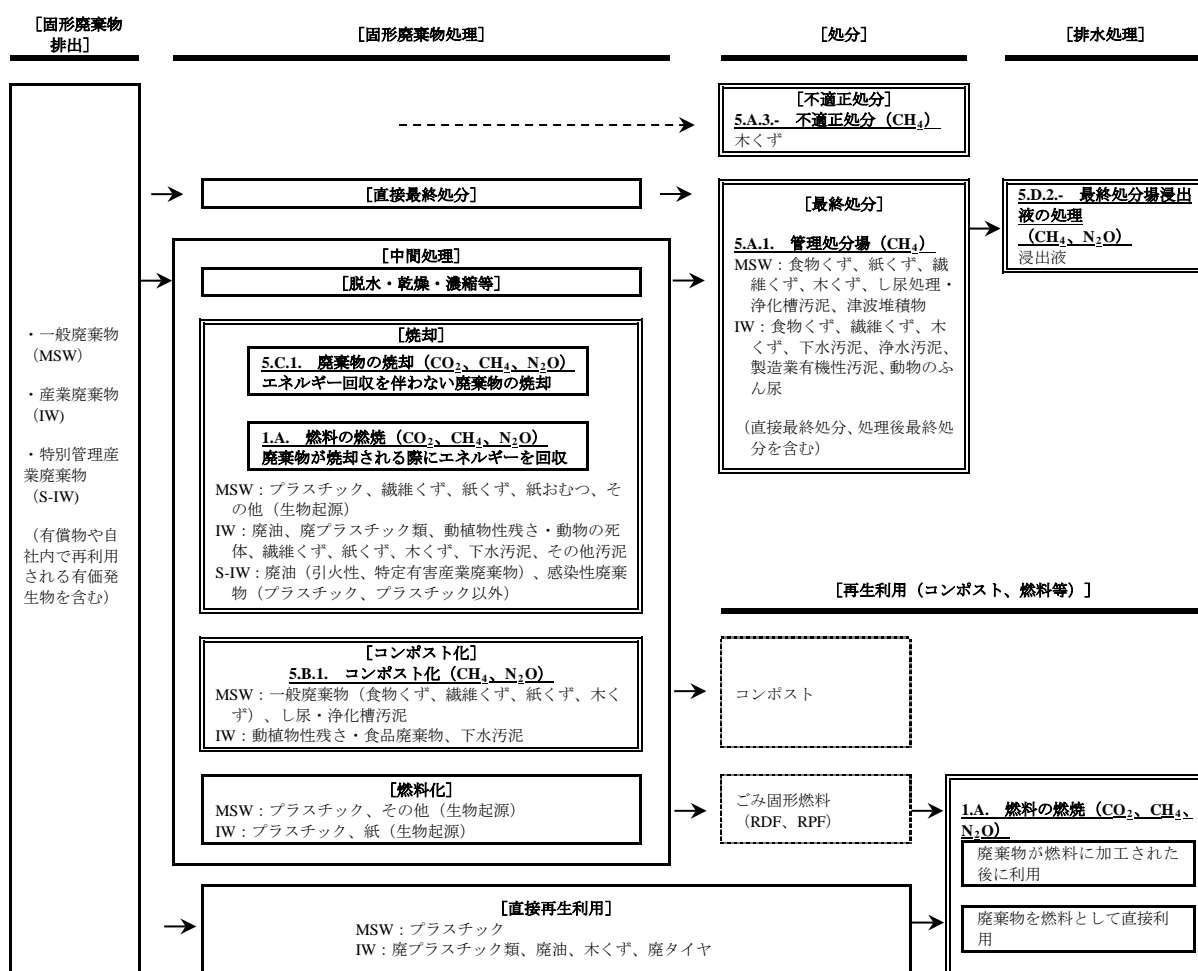 ［固形廃棄物
排出］
［固形廃棄物処理］
［処分］
［排水処理］
［不適正処分］
5.A.3.- 不適正処分（CH₄）
木くず
［直接最終処分］
［最終処分］
5.A.1. 管理処分場（CH₄）
MSW：食物くず、紙くず、繊
維くず、木くず、し尿処理・
浄化槽汚泥、津波堆積物
IW：食物くず、繊維くず、木
くず、下水汚泥、浄水汚泥、
製造業有機性汚泥、動物のふ
ん尿
（直接最終処分、処理後最終処
分を含む）
5.D.2.- 最終処分場浸出
液の処理
（CH₄、N₂O）
浸出液
・一般廃棄物
（MSW）
・産業廃棄物
（IW）
・特別管理産
業廃棄物
（S-IW）
（有償物や自
社内で再利用
される有価発
生物を含む）
［中間処理］
［脱水・乾燥・濃縮等］
［焼却］
5.C.1. 廃棄物の焼却（CO₂、CH₄、N₂O）
エネルギー回収を伴わない廃棄物の焼却
1.A. 燃料の燃焼（CO₂、CH₄、N₂O）
廃棄物が焼却される際にエネルギーを回収
MSW：プラスチック、繊維くず、紙くず、紙おむつ、そ
の他（生物起源）
IW：廃油、廃プラスチック類、動植物性残さ・動物の死
体、繊維くず、紙くず、木くず、下水汚泥、その他汚泥
S-IW：廃油（引火性、特定有害産業廃棄物）、感染性廃棄
物（プラスチック、プラスチック以外）
［再生利用（コンポスト、燃料等）］
［コンポスト化］
5.B.1. コンポスト化（CH₄、N₂O）
MSW：一般廃棄物（食物くず、繊維くず、紙くず、木く
ず）、し尿・浄化槽汚泥
IW：動植物性残さ・食品廃棄物、下水汚泥
コンポスト
［燃料化］
MSW：プラスチック、その他（生物起源）
IW：プラスチック、紙（生物起源）
ごみ固形燃料
（RDF、RPF）
1.A. 燃料の燃焼（CO₂、CH₄、
N₂O）
廃棄物が燃料に加工された
後に利用
廃棄物を燃料として直接利
用
［直接再生利用］
MSW：プラスチック
IW：廃プラスチック類、廃油、木くず、廃タイヤ